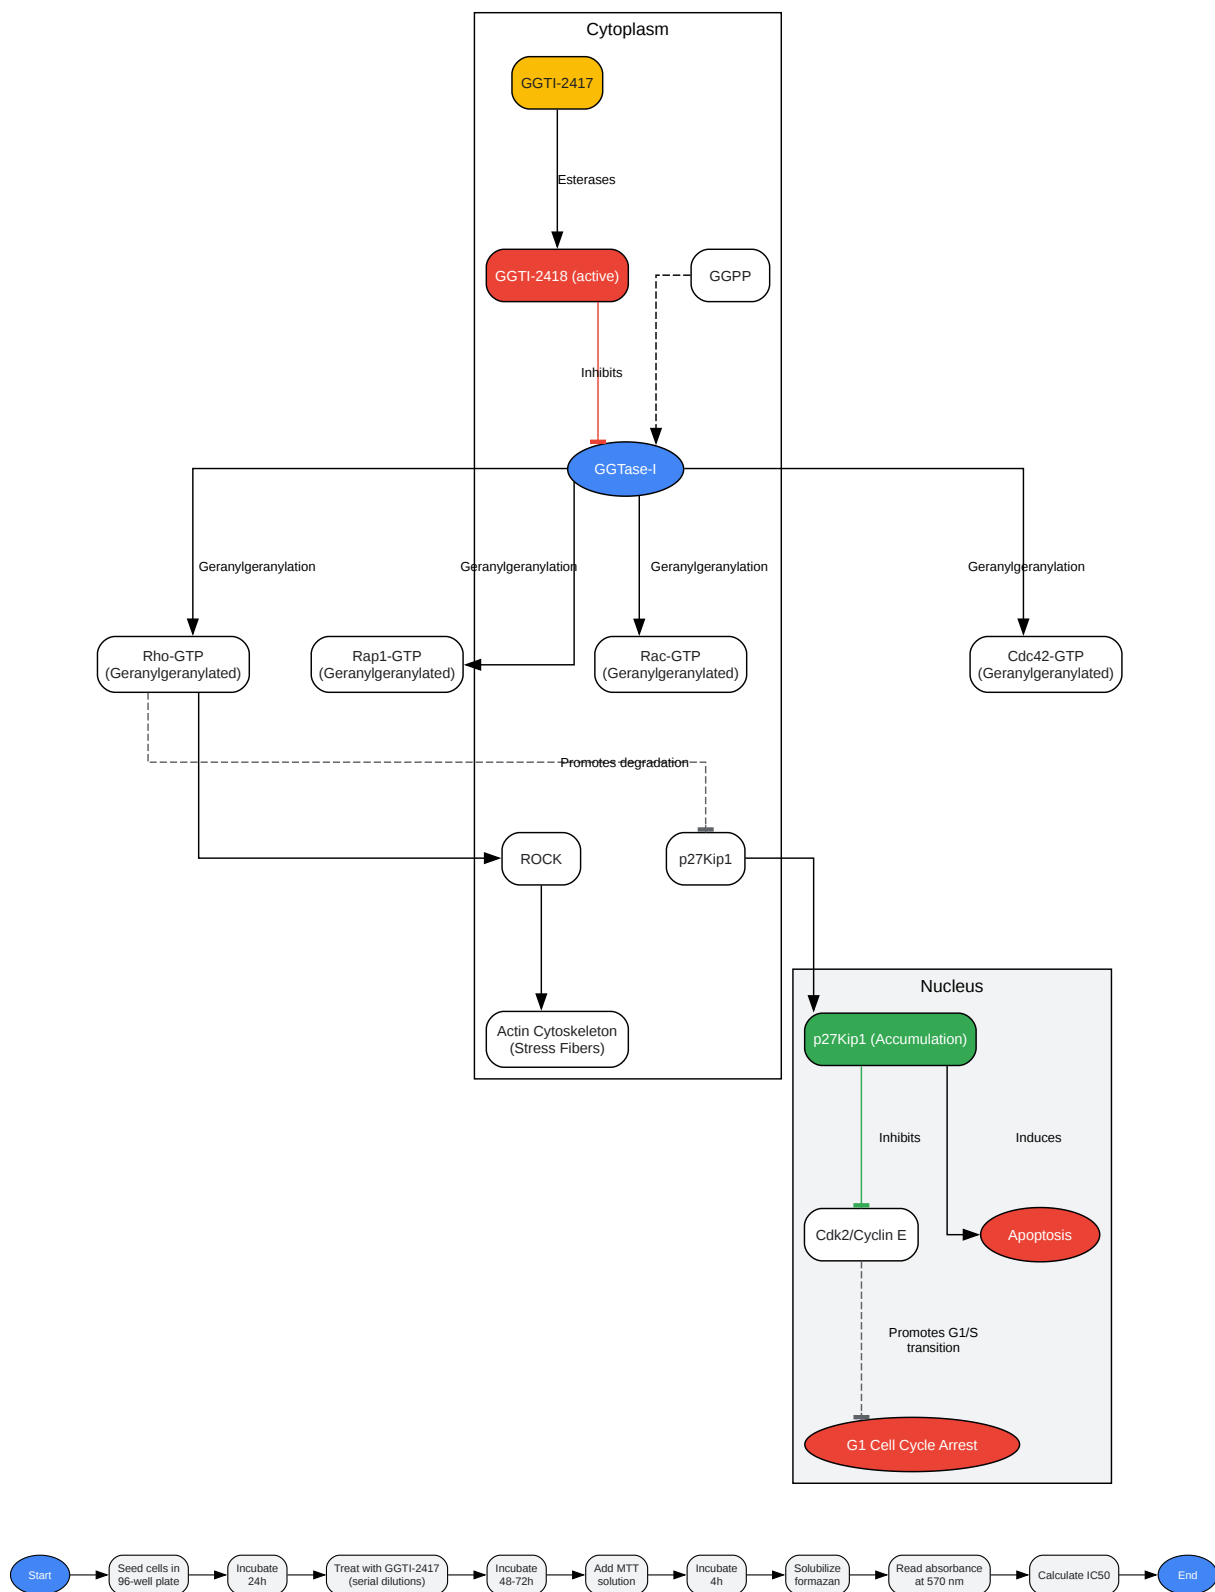 Cytoplasm
GGTI-2417
Esterases
GGTI-2418 (active)
GGPP
Inhibits
GGTase-I
Geranylgeranylation
Geranylgeranylation
Geranylgeranylation
Geranylgeranylation
Rho-GTP
(Geranylgeranylated)
Rap1-GTP
(Geranylgeranylated)
Rac-GTP
(Geranylgeranylated)
Cdc42-GTP
(Geranylgeranylated)
Promotes degradation
ROCK
p27Kip1
Nucleus
Actin Cytoskeleton
(Stress Fibers)
p27Kip1 (Accumulation)
Inhibits
Induces
Cdk2/Cyclin E
Apoptosis
Promotes G1/S
transition
G1 Cell Cycle Arrest
Start
Seed cells in
96-well plate
Incubate
24h
Treat with GGTI-2417
(serial dilutions)
Incubate
48-72h
Add MTT
solution
Incubate
4h
Solubilize
formazan
Read absorbance
at 570 nm
Calculate IC50
End